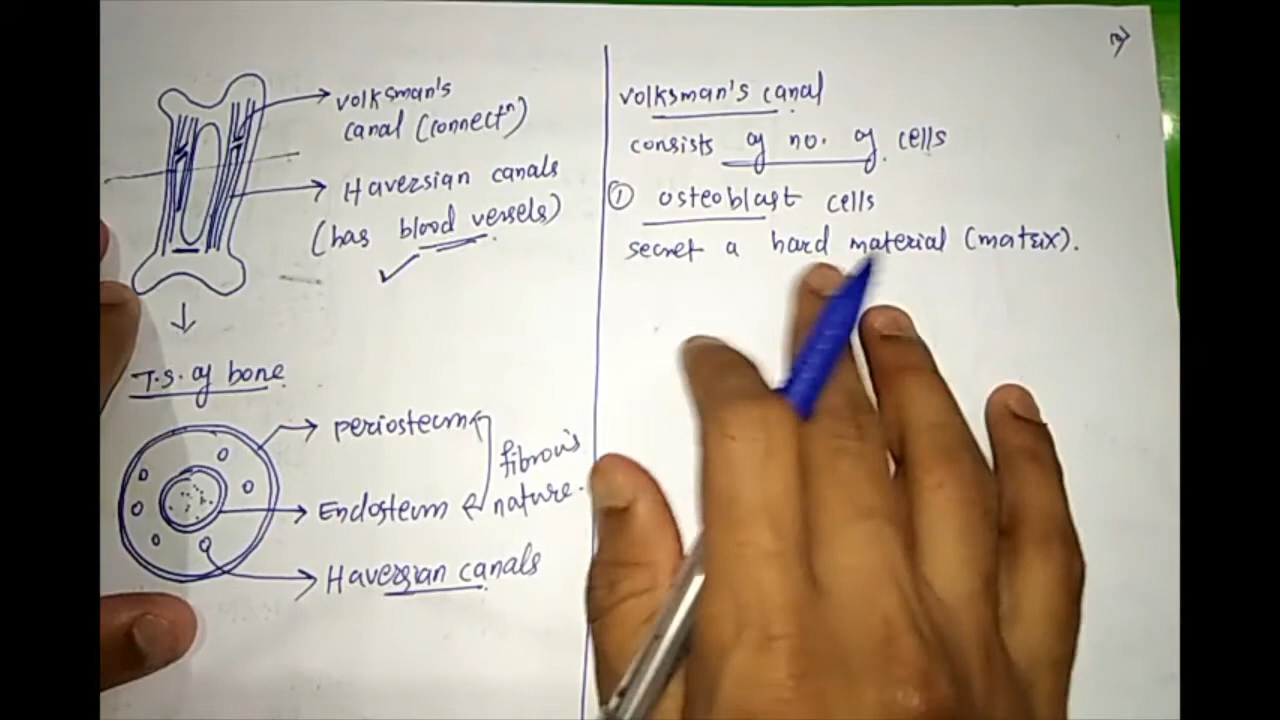 volksman's
canal (connectⁿ)
Haversian canals
(has blood vessels)
T.S. of bone
periosteum
Endosteum
fibrous
nature.
Haversian canals
volksman's canal
consists of no. of cells
① osteoblast cells
secret a hard material (matrix).